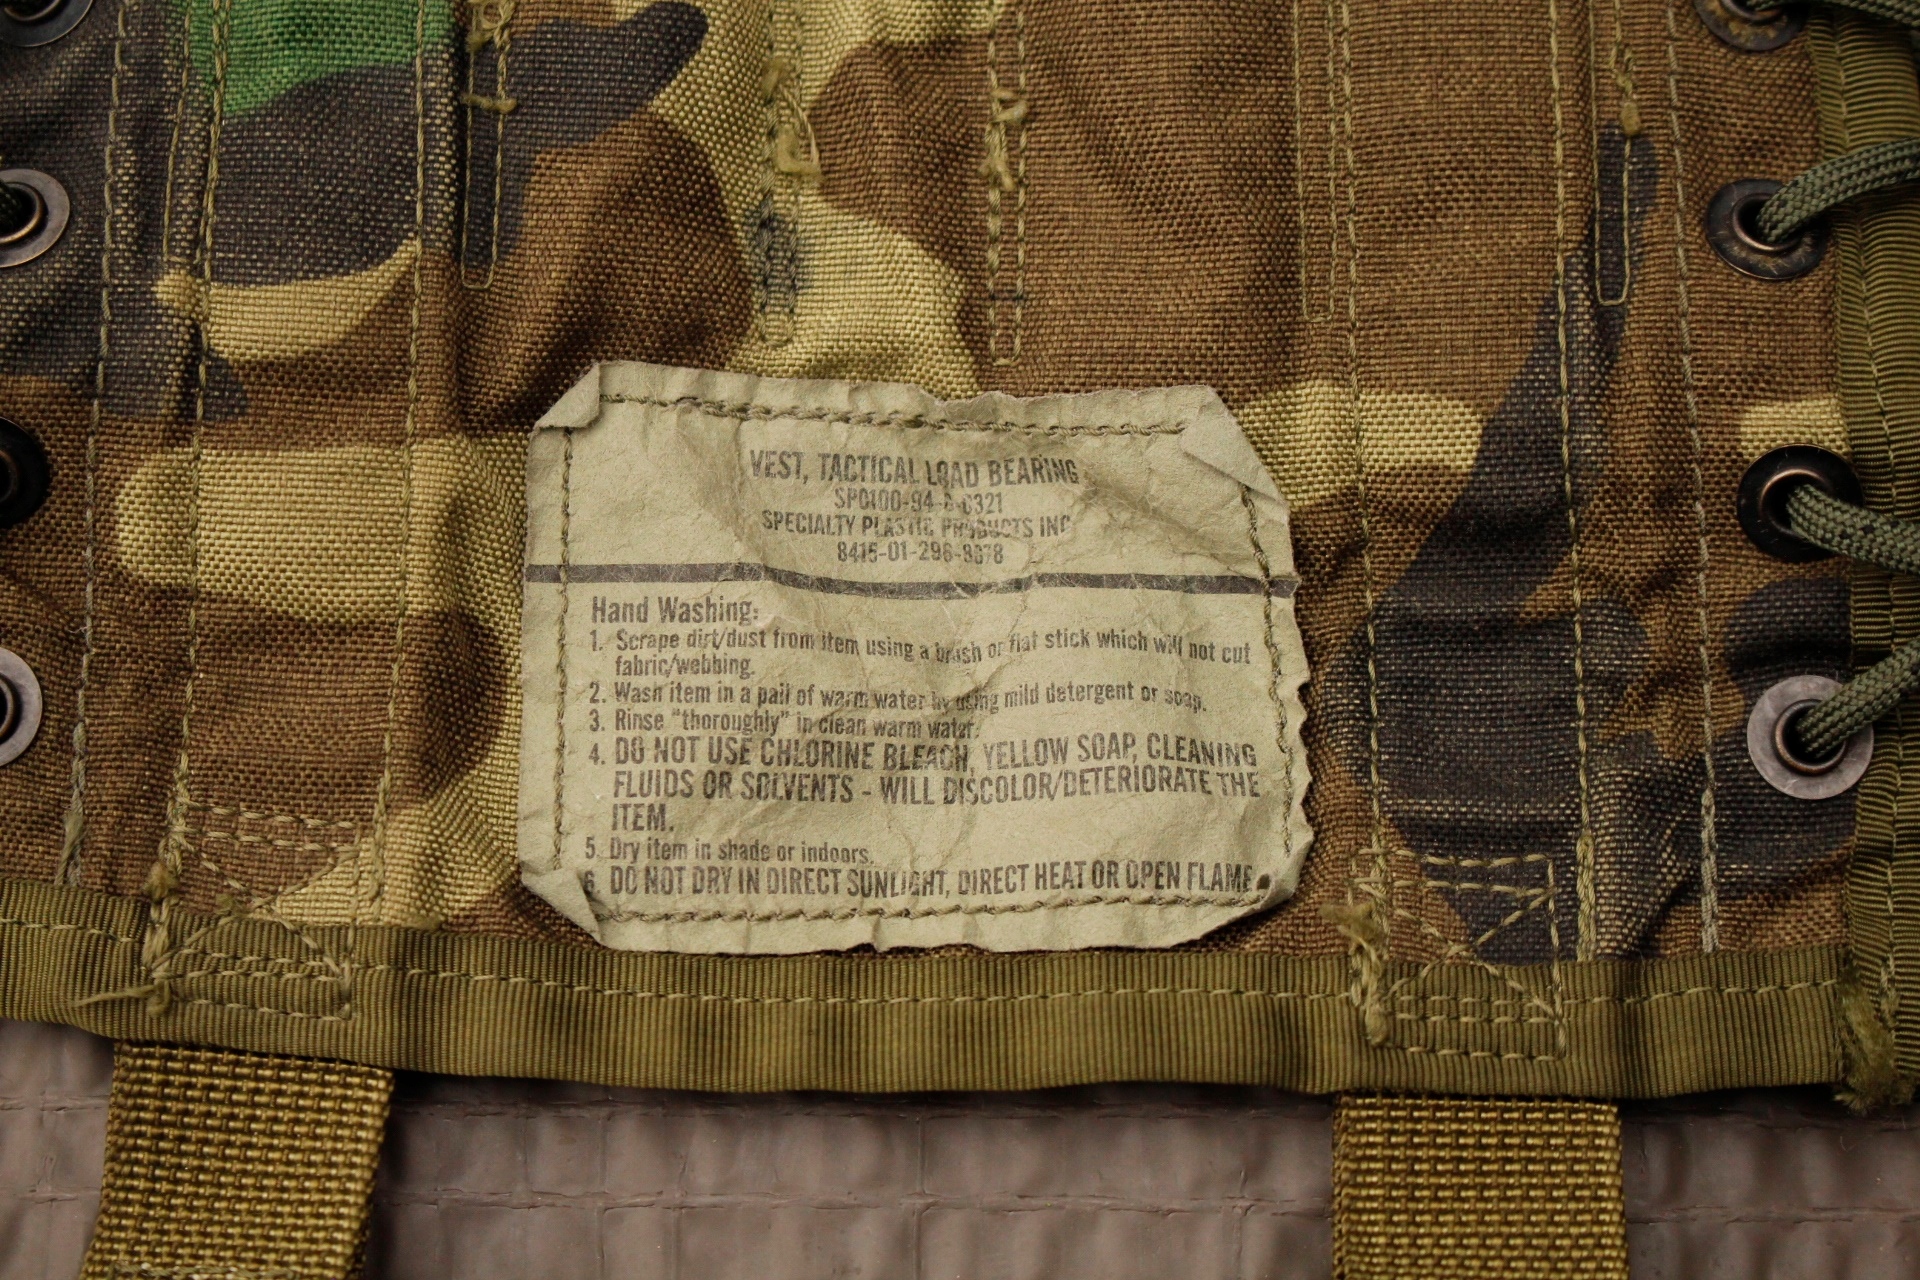 VEST, TACTICAL LOAD BEARING
SPECIALTY PLASTIC PRODUCTS INC
8415-01-296-8878
Hand Washing:
1. Scrape dirt/dust from item using a brush or flat stick which will not cut
fabric/webbing.
2. Wash item in a pail of warm water by using mild detergent or soap.
3. Rinse "thoroughly" in clean warm water.
4. DO NOT USE CHLORINE BLEACH, YELLOW SOAP, CLEANING
FLUIDS OR SOLVENTS - WILL DISCOLOR/DETERIORATE THE
ITEM.
5. Dry item in shade or indoors.
6. DO NOT DRY IN DIRECT SUNLIGHT, DIRECT HEAT OR OPEN FLAME.